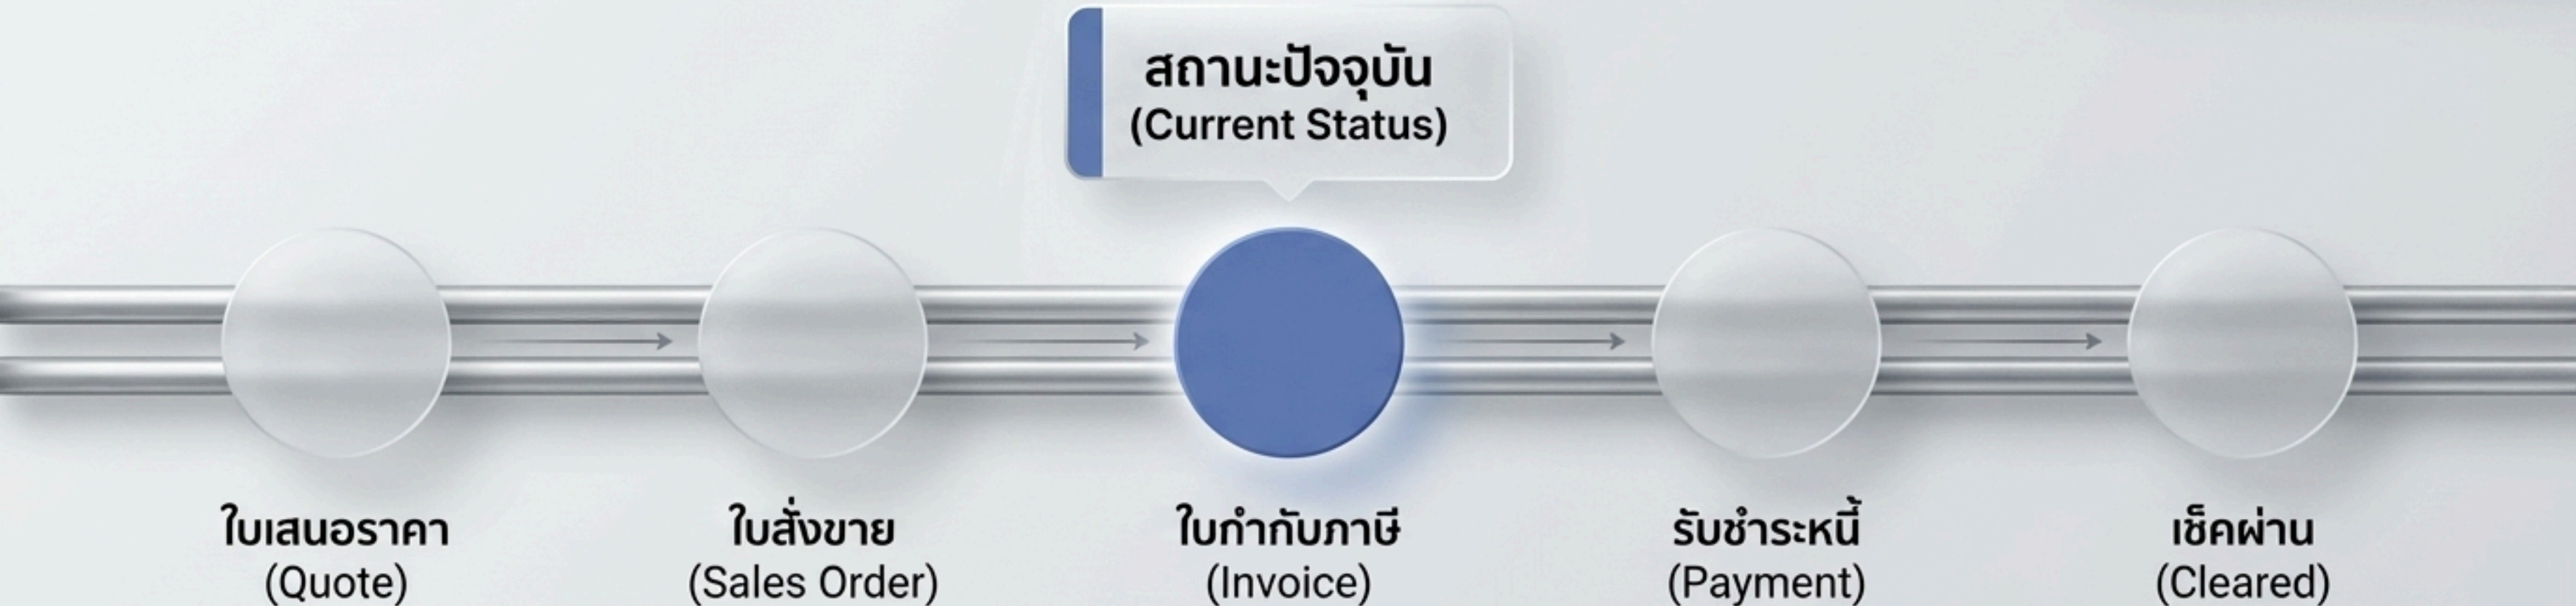 สถานะปัจจุบัน
(Current Status)
ใบเสนอราคา
(Quote)
ใบสั่งขาย
(Sales Order)
ใบกำกับภาษี
(Invoice)
รับชำระหนี้
(Payment)
เช็คผ่าน
(Cleared)